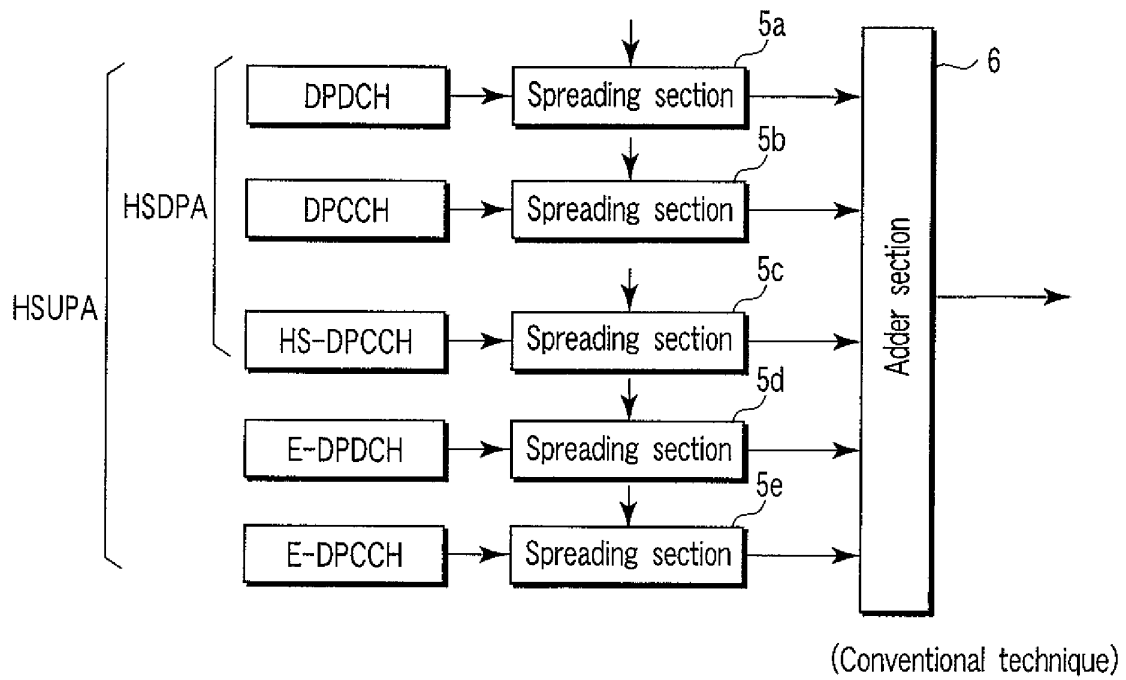 5a
6
DPDCH
Spreading section
5b
HSDPA
DPCCH
Spreading section
5c
HSUPA
Adder section
HS-DPCCH
Spreading section
5d
E-DPDCH
Spreading section
5e
E-DPCCH
Spreading section
(Conventional technique)